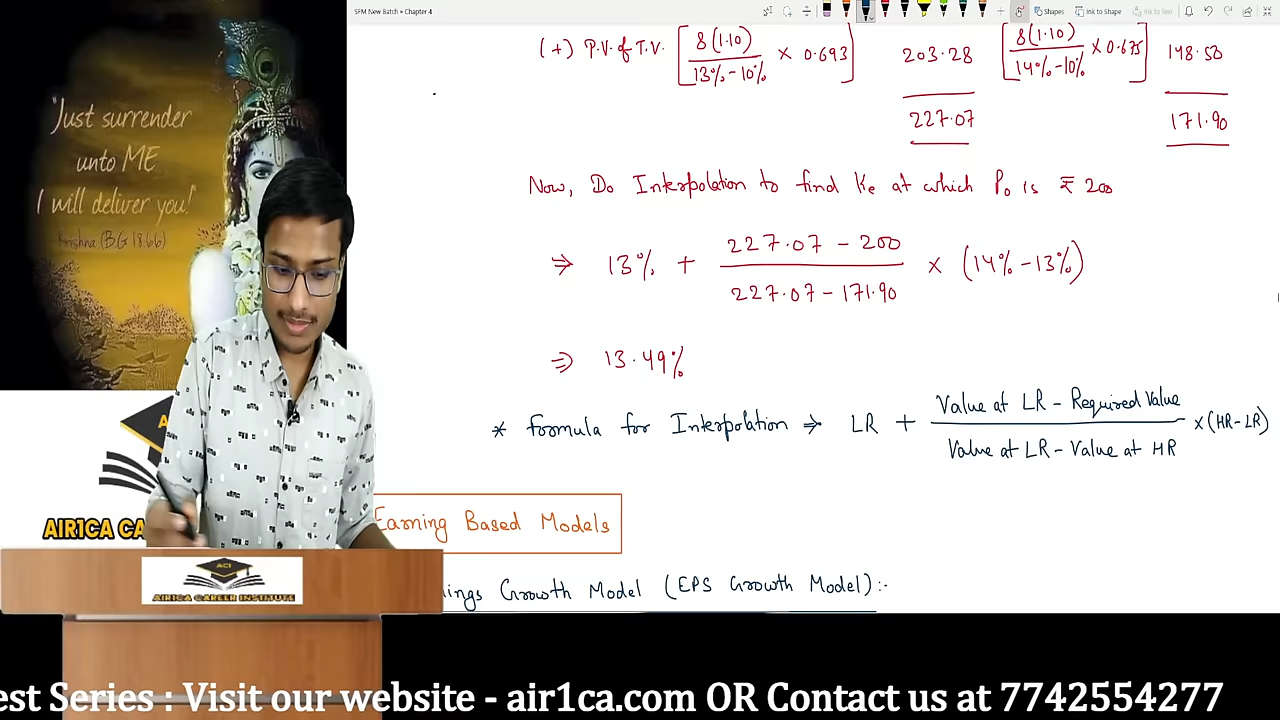 SFM New Batch » Chapter 4
Shapes
Ink to Shape
Ink to Text
"Just surrender
unto ME
I will deliver you!"
- Krishna (BG 18.66)
(+) P.V. of T.V. [8(1.10) / 13%-10% × 0.693] 203.28 [8(1.10) / 14%-10% × 0.675] 148.50
227.07 171.90
Now, Do Interpolation to find Ke at which P₀ is ₹ 200
⇒ 13% + 227.07 - 200 / 227.07 - 171.90 × (14% - 13%)
⇒ 13.49%
* Formula for Interpolation ⇒ LR + Value at LR - Required Value / Value at LR - Value at HR × (HR - LR)
Earning Based Models
ings Growth Model (EPS Growth Model):-
AIR1CA CA
ACI
AIR1CA CAREER INSTITUTE
est Series : Visit our website - air1ca.com OR Contact us at 7742554277